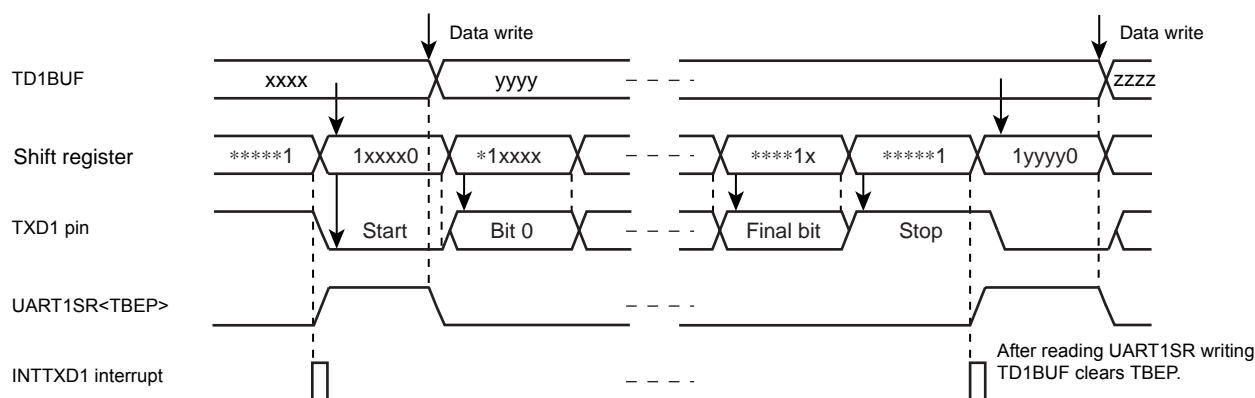 Data write
Data write
TD1BUF
xxxx
yyyy
zzzz
Shift register
*****1
1xxxx0
*1xxxx
****1x
*****1
1yyyy0
TXD1 pin
Start
Bit 0
Final bit
Stop
UART1SR<TBEP>
INTTXD1 interrupt
After reading UART1SR writing
TD1BUF clears TBEP.